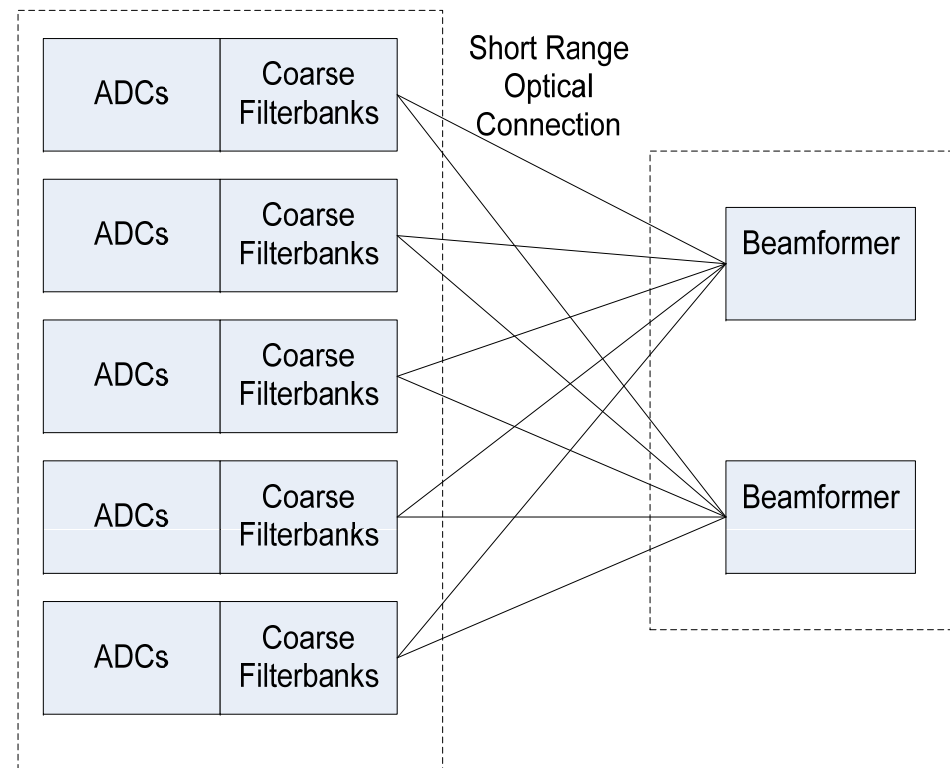 ADCs
Coarse
Filterbanks
ADCs
Coarse
Filterbanks
ADCs
Coarse
Filterbanks
ADCs
Coarse
Filterbanks
ADCs
Coarse
Filterbanks
Short Range
Optical
Connection
Beamformer
Beamformer